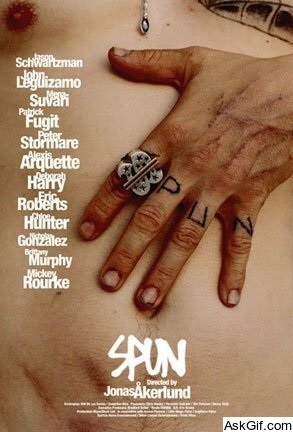 Jason
Schwartzman
John
Leguizamo
Mena
Suvari
Patrick
Fugit
Peter
Stormare
Alexis
Arquette
Deborah
Harry
Eric
Roberts
Chloe
Hunter
Nicholas
Gonzalez
Brittany
Murphy
Mickey
Rourke
PUN
SPUN
Directed by
Jonas Åkerlund
AskGif.com